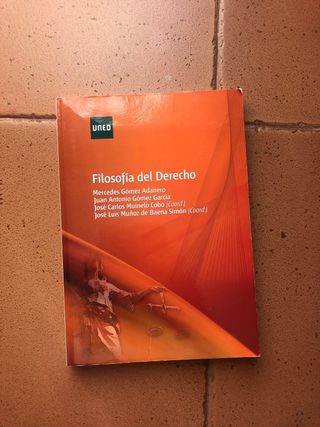 UNED
Filosofía del Derecho
Mercedes Gómez Adanero
Juan Antonio Gómez García
José Carlos Muinelo Cobo (Coord.)
José Luis Muñoz de Baena Simón (Coord.)